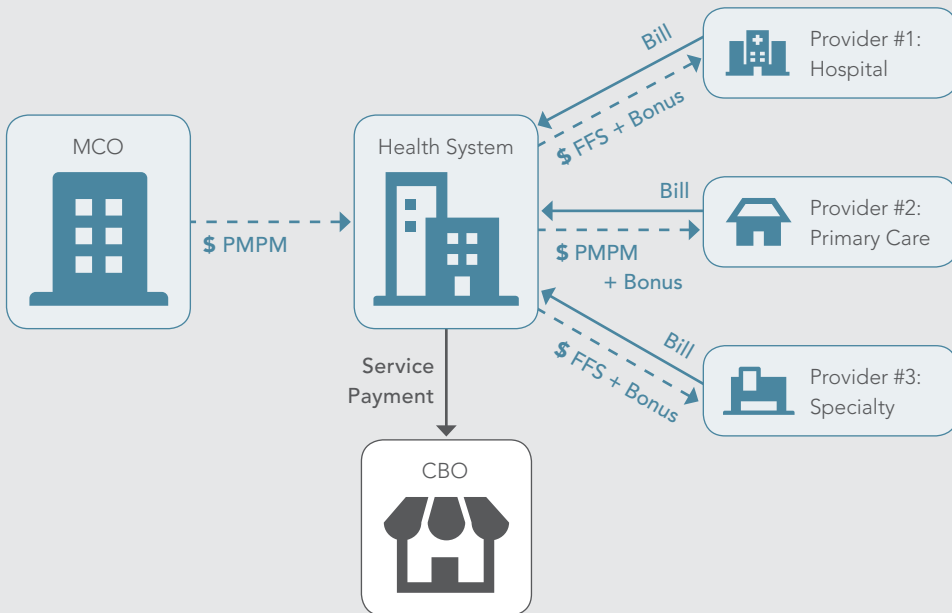 MCO
$ PMPM
Health System
Bill
$ FFS + Bonus
Provider #1:
Hospital
Bill
$ PMPM
+ Bonus
Provider #2:
Primary Care
Bill
$ FFS + Bonus
Provider #3:
Specialty
Service
Payment
CBO